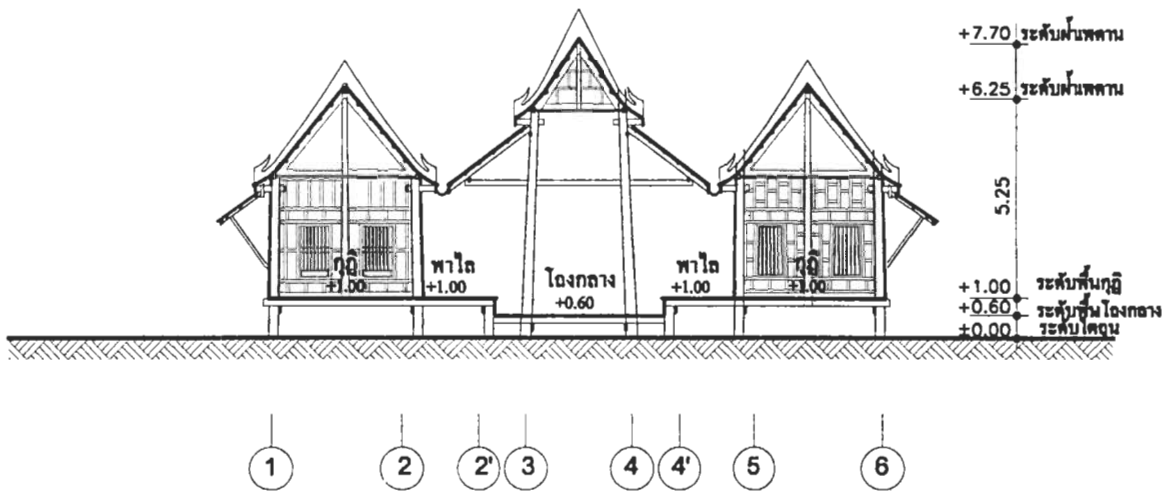 +7.70 ระดับฝ้าเพดาน
+6.25 ระดับฝ้าเพดาน
5.25
กุฏิ
+1.00
พาไล
+1.00
โถงกลาง
+0.60
พาไล
+1.00
กุฏิ
+1.00
+1.00 ระดับพื้นกุฏิ
+0.60 ระดับพื้นโถงกลาง
±0.00 ระดับใต้ถุน
1 2 2' 3 4 4' 5 6